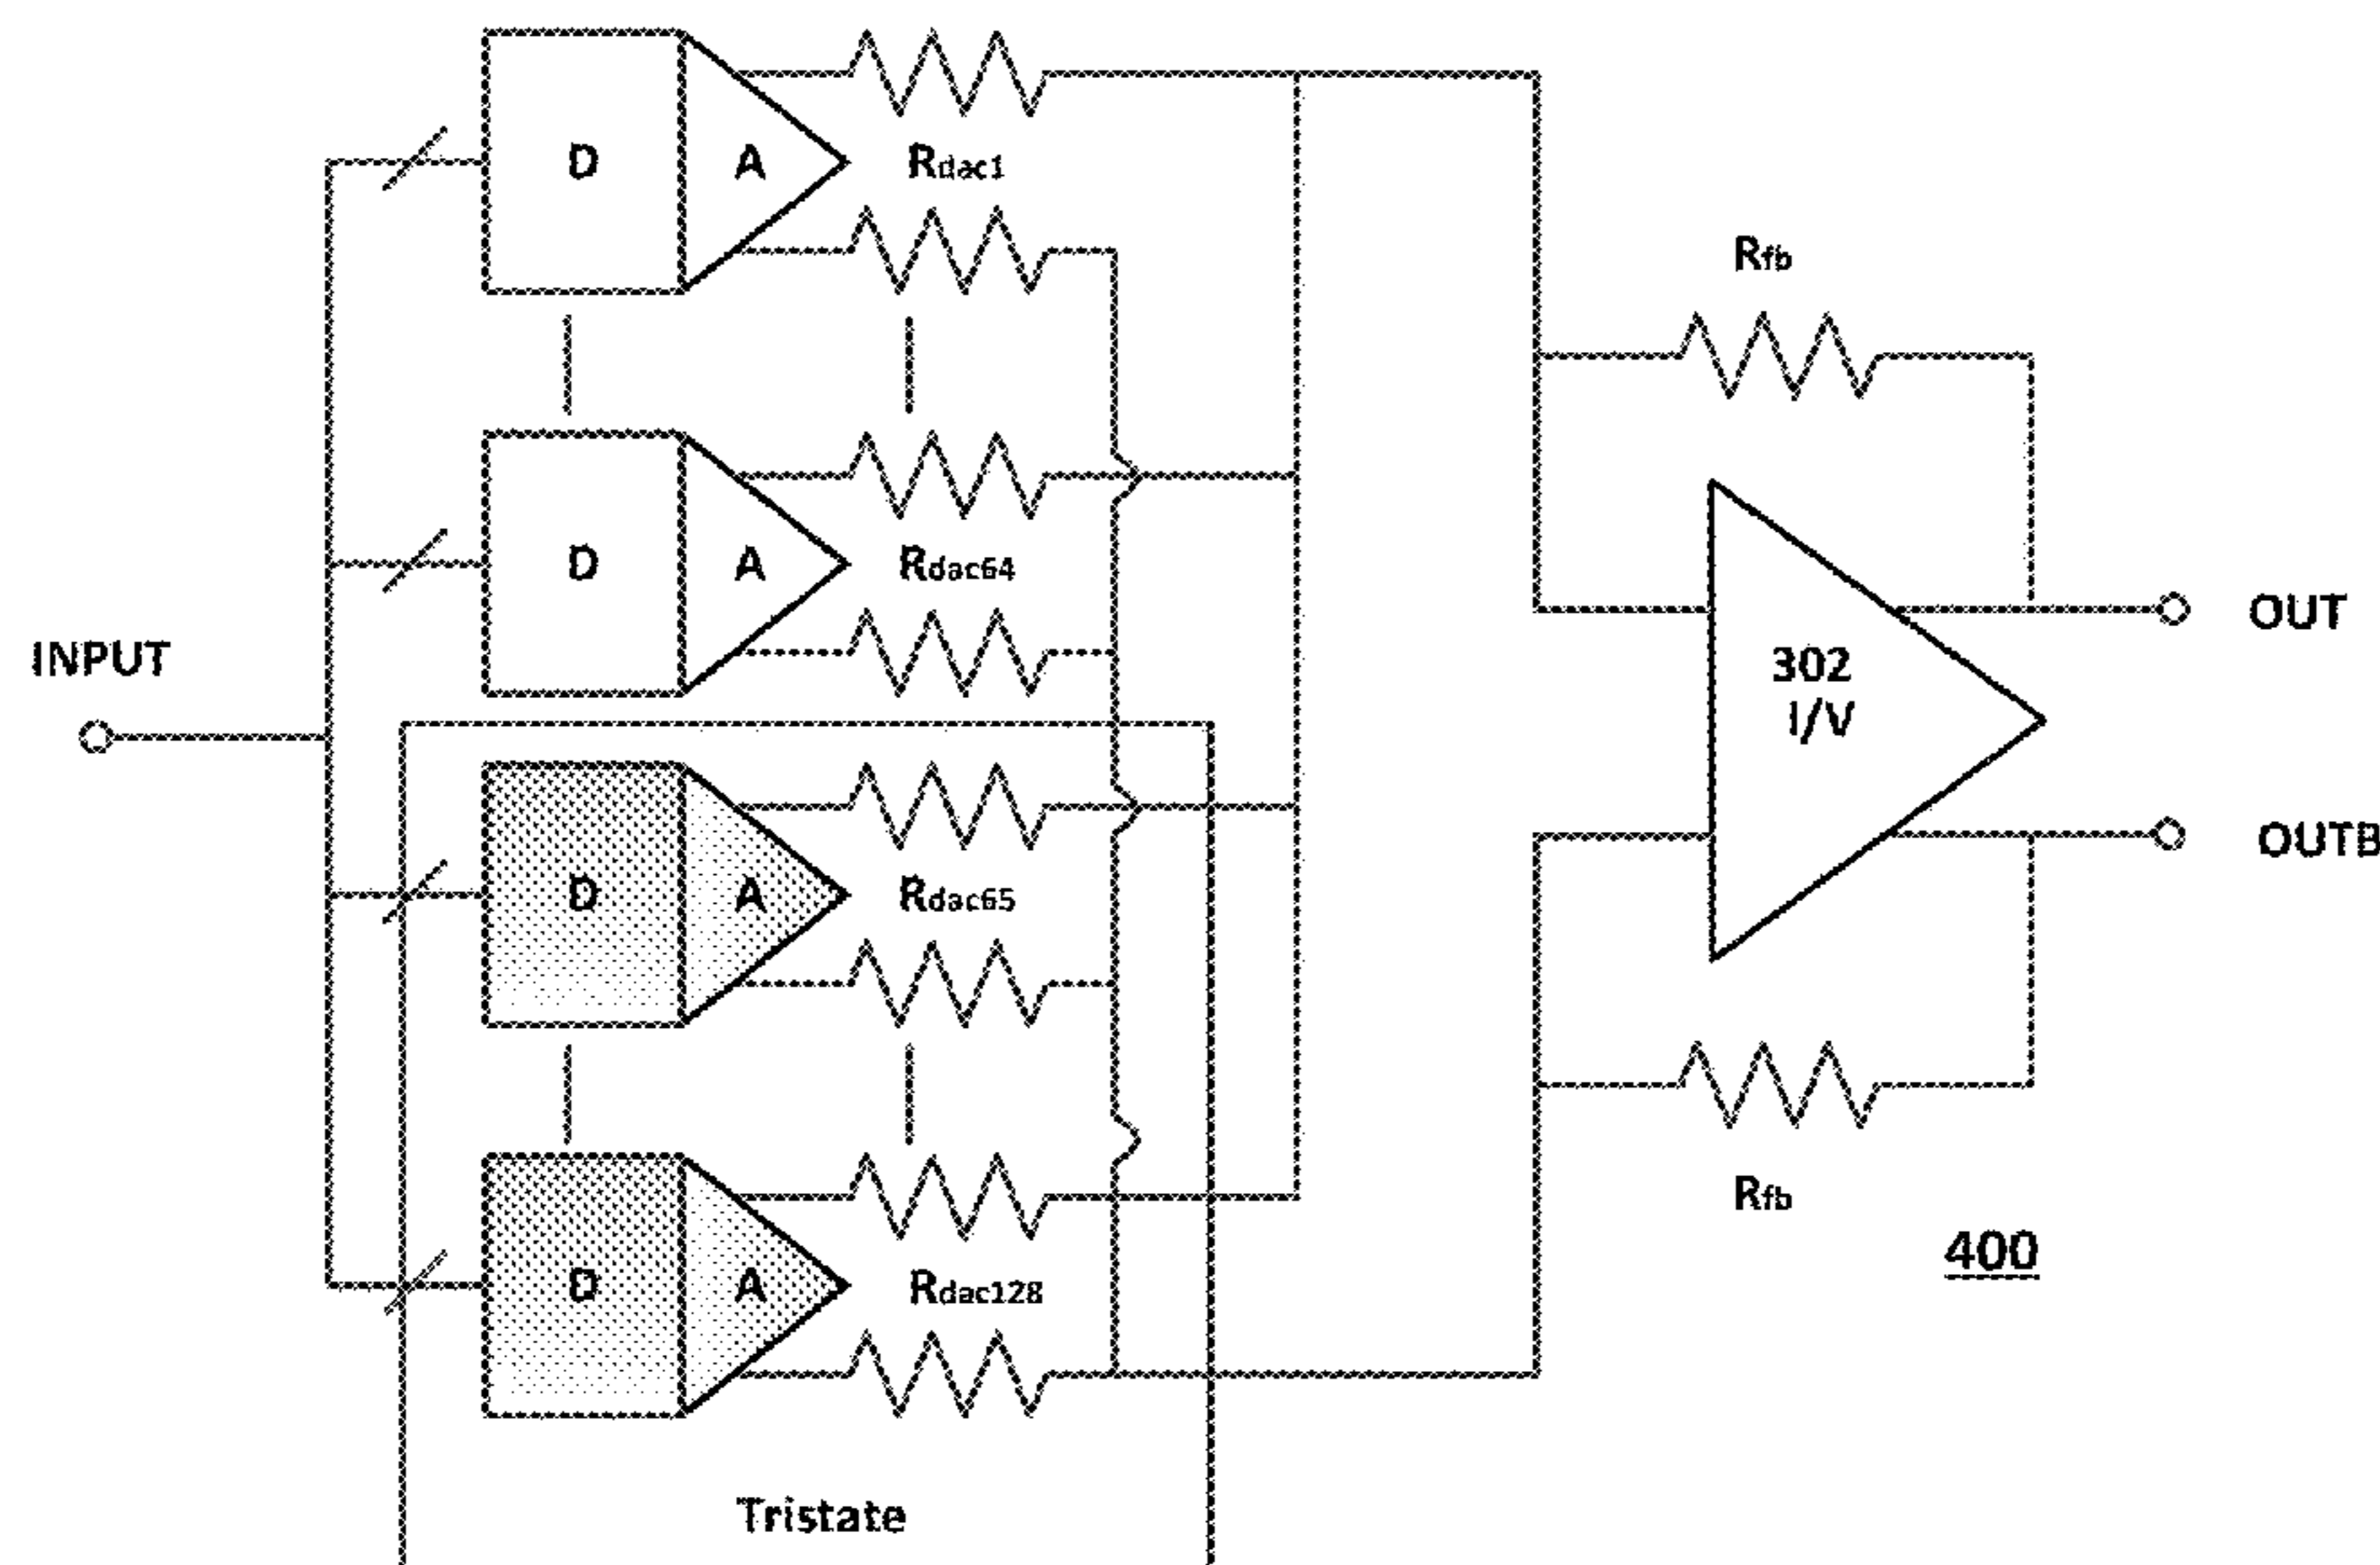 D A Rdac1
Rfb
D A Rdac64
INPUT
302
I/V
OUT
OUTB
D A Rdac65
D A Rdac128
Rfb
400
Tristate